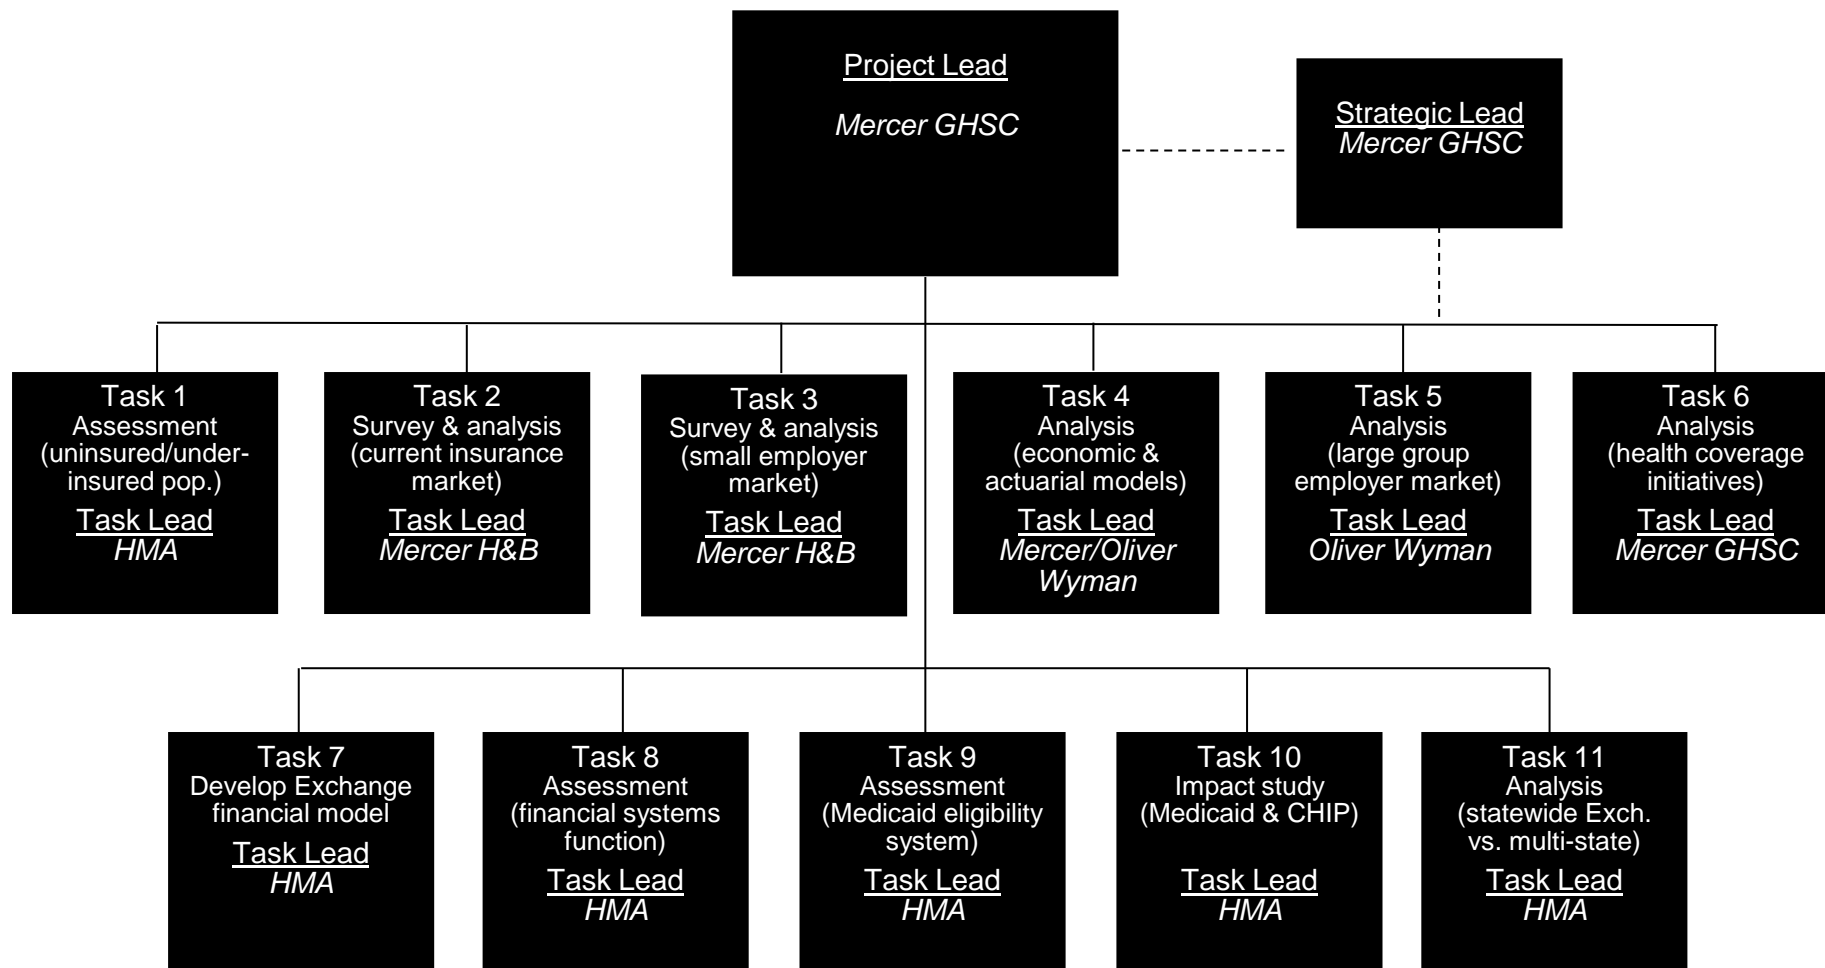 Project Lead
Mercer GHSC
Strategic Lead
Mercer GHSC
Task 1
Assessment
(uninsured/under-
insured pop.)
Task Lead
HMA
Task 2
Survey & analysis
(current insurance
market)
Task Lead
Mercer H&B
Task 3
Survey & analysis
(small employer
market)
Task Lead
Mercer H&B
Task 4
Analysis
(economic &
actuarial models)
Task Lead
Mercer/Oliver
Wyman
Task 5
Analysis
(large group
employer market)
Task Lead
Oliver Wyman
Task 6
Analysis
(health coverage
initiatives)
Task Lead
Mercer GHSC
Task 7
Develop Exchange
financial model
Task Lead
HMA
Task 8
Assessment
(financial systems
function)
Task Lead
HMA
Task 9
Assessment
(Medicaid eligibility
system)
Task Lead
HMA
Task 10
Impact study
(Medicaid & CHIP)
Task Lead
HMA
Task 11
Analysis
(statewide Exch.
vs. multi-state)
Task Lead
HMA